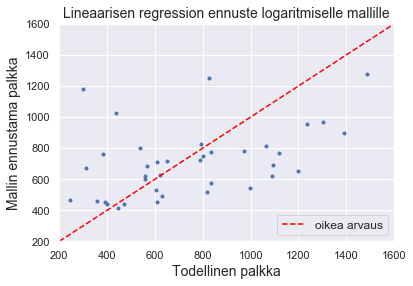 Lineaarisen regression ennuste logaritmiselle mallille
Mallin ennustama palkka
1600
1400
1200
1000
800
600
400
200
200 400 600 800 1000 1200 1400 1600
oikea arvaus
Todellinen palkka